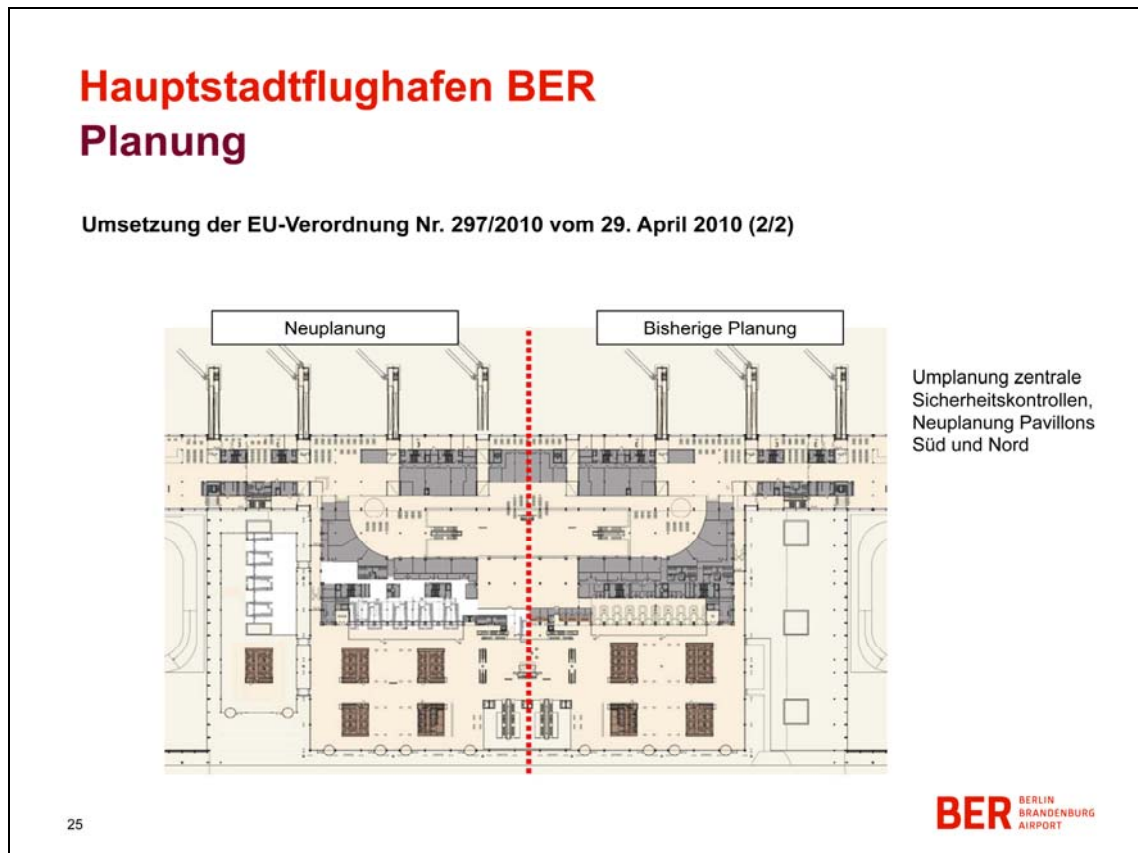 Hauptstadtflughafen BER
Planung
Umsetzung der EU-Verordnung Nr. 297/2010 vom 29. April 2010 (2/2)
Neuplanung
Bisherige Planung
Umplanung zentrale
Sicherheitskontrollen,
Neuplanung Pavillons
Süd und Nord
25
BER BERLIN
BRANDENBURG
AIRPORT